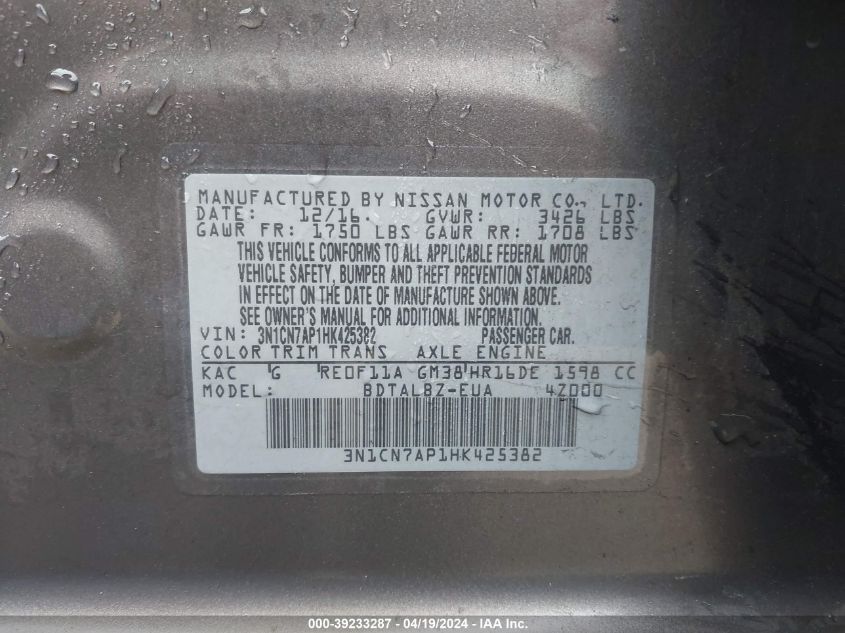 MANUFACTURED BY NISSAN MOTOR CO., LTD.
DATE: 12/16. GVWR: 3426 LBS
GAWR FR: 1750 LBS GAWR RR: 1708 LBS
THIS VEHICLE CONFORMS TO ALL APPLICABLE FEDERAL MOTOR
VEHICLE SAFETY, BUMPER AND THEFT PREVENTION STANDARDS
IN EFFECT ON THE DATE OF MANUFACTURE SHOWN ABOVE.
SEE OWNER'S MANUAL FOR ADDITIONAL INFORMATION.
VIN: 3N1CN7AP1HK425382 PASSENGER CAR.
COLOR TRIM TRANS AXLE ENGINE
KAC G RE0F11A GM38 HR16DE 1598 CC
MODEL: BDTALBZ-EUA 4Z000
3N1CN7AP1HK425382
000-39233287 - 04/19/2024 - IAA Inc.